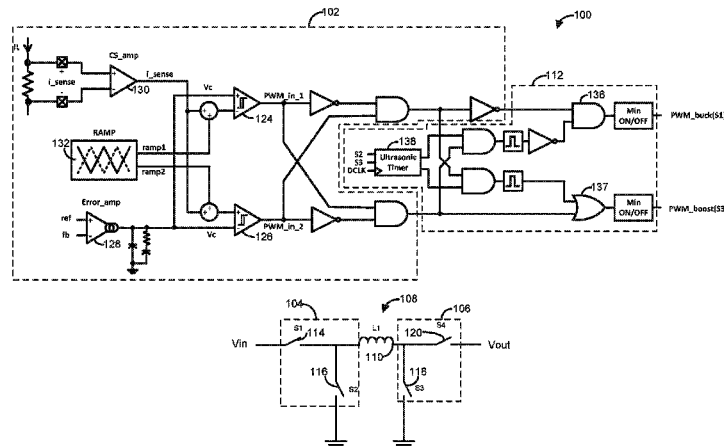 102
100
IL
CS_amp
+
i_sense
-
130
i_sense
Vc
PWM_in_1
124
112
136
Min
ON/OFF
PWM_buck(S1)
RAMP
132
ramp1
ramp2
138
S2
S3
DCLK
Ultrasonic
Timer
Error_amp
ref
fb
128
Vc
126
PWM_in_2
137
Min
ON/OFF
PWM_boost(S3
104
108
106
S1
114
L1
S4
120
Vin
110
Vout
116
S2
118
S3